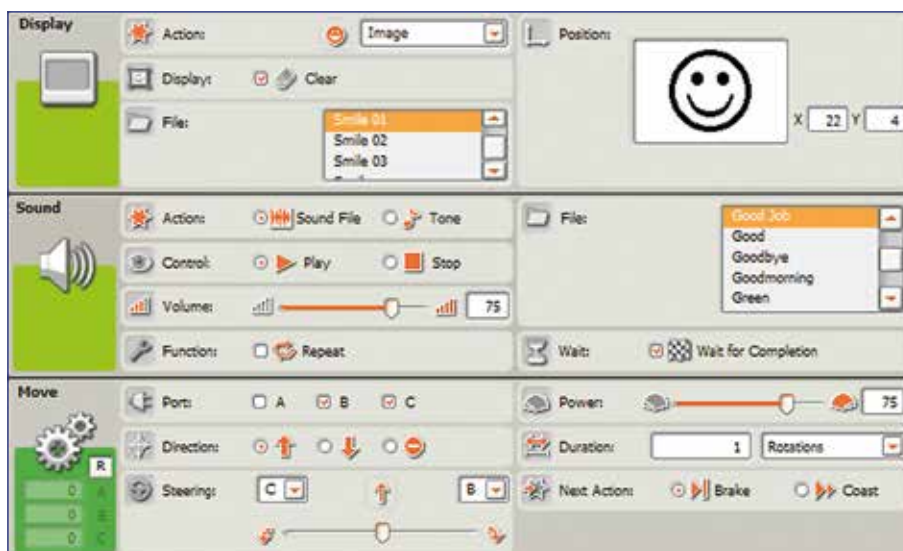 Display
Action: Image
Position:
Display: Clear
X 22 Y 4
File: Smile 01
Smile 02
Smile 03
Sound
Action: Sound File Tone
File: Good Job
Good
Goodbye
Goodmorning
Green
Control: Play Stop
Volume: 75
Function: Repeat
Wait: Wait for Completion
Move
Port: A B C
Power: 75
Direction:
Duration: 1 Rotations
R
0 A
0 B
0 C
Steering: C B
Next Action: Brake Coast